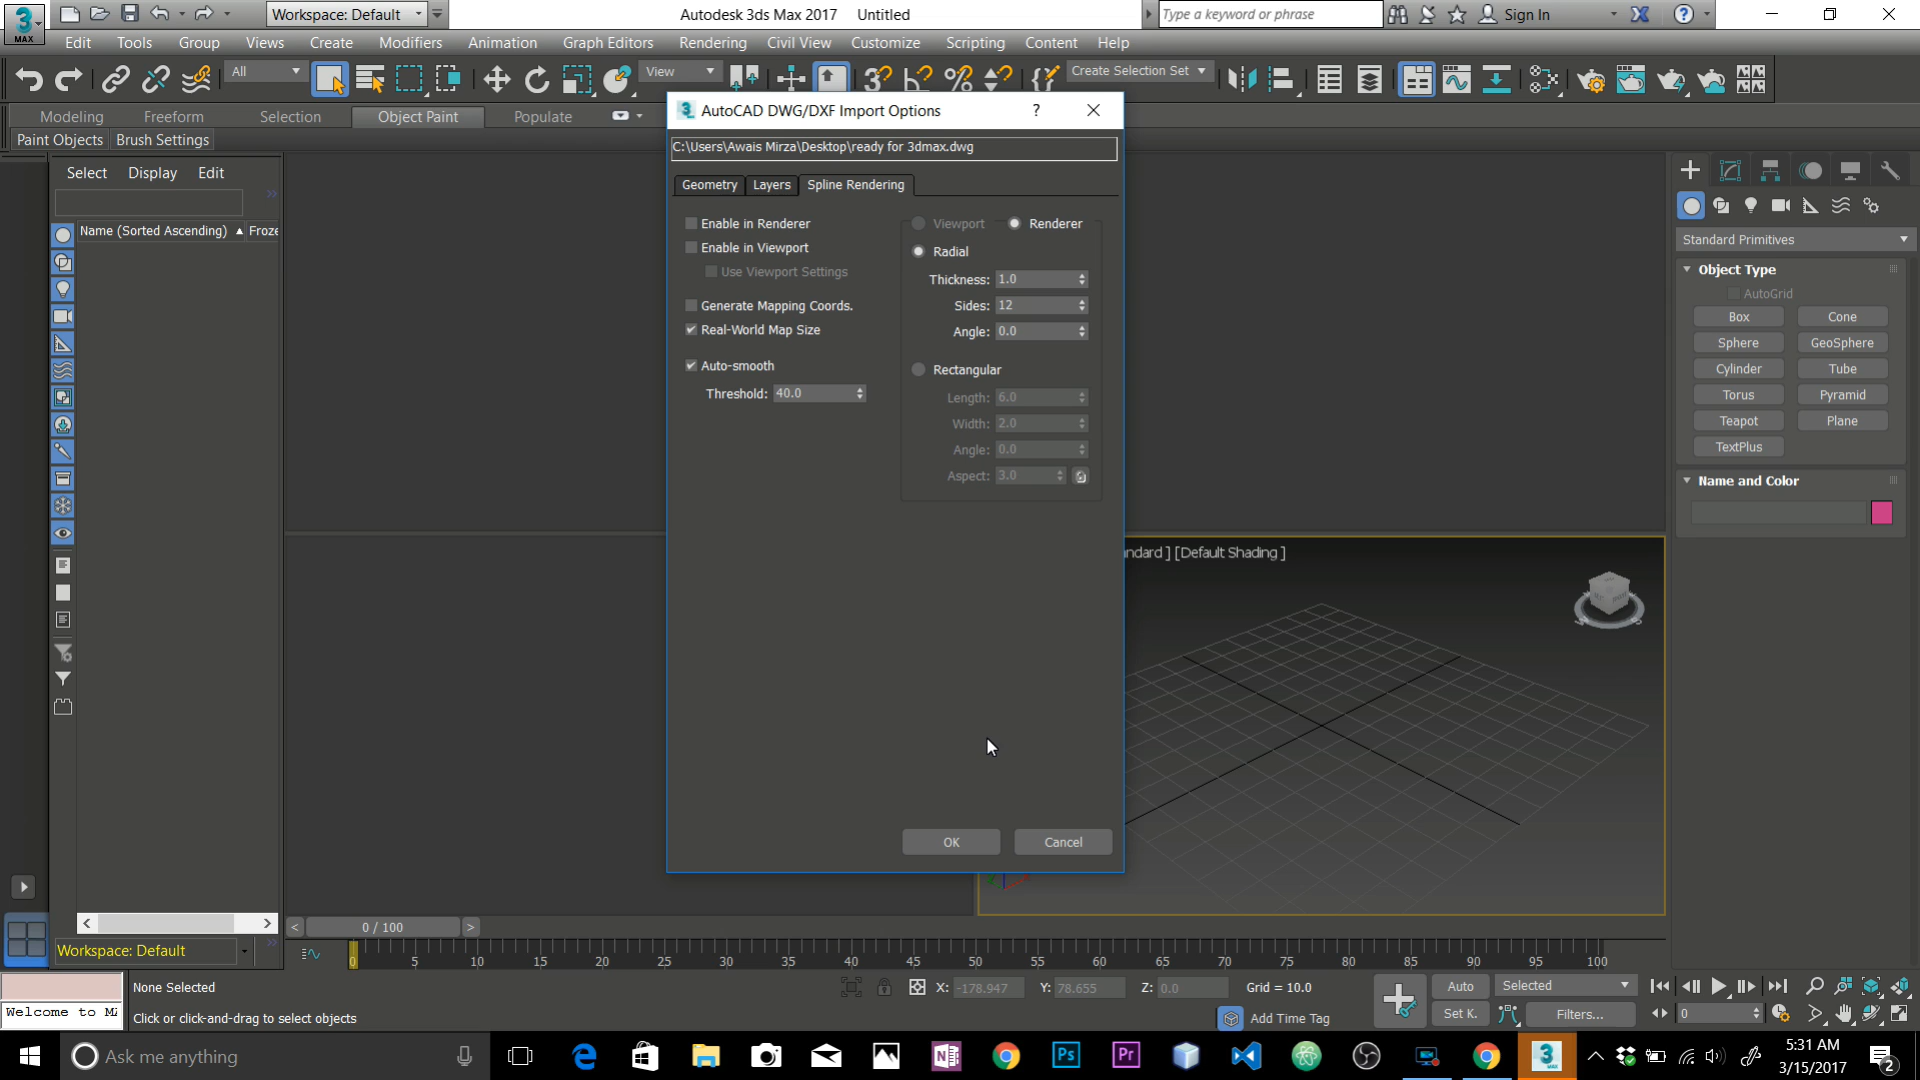 Workspace: Default
Autodesk 3ds Max 2017 Untitled
Type a keyword or phrase
Sign In
MAX
Edit Tools Group Views Create Modifiers Animation Graph Editors Rendering Civil View Customize Scripting Content Help
All
View
Create Selection Set
Modeling Freeform Selection Object Paint Populate
Paint Objects Brush Settings
AutoCAD DWG/DXF Import Options ?
C:\Users\Awais Mirza\Desktop\ready for 3dmax.dwg
Geometry Layers Spline Rendering
Enable in Renderer
Enable in Viewport
Use Viewport Settings
Generate Mapping Coords.
Real-World Map Size
Auto-smooth
Threshold: 40.0
Viewport Renderer
Radial
Thickness: 1.0
Sides: 12
Angle: 0.0
Rectangular
Length: 6.0
Width: 2.0
Angle: 0.0
Aspect: 3.0
OK Cancel
Select Display Edit
Name (Sorted Ascending) Froze
ndard ] [Default Shading ]
Standard Primitives
Object Type
AutoGrid
Box Cone
Sphere GeoSphere
Cylinder Tube
Torus Pyramid
Teapot Plane
TextPlus
Name and Color
< 0 / 100 >
Workspace: Default
0 5 10 15 20 25 30 35 40 45 50 55 60 65 70 75 80 85 90 95 100
None Selected
X: -178.947 Y: 78.655 Z: 0.0 Grid = 10.0
Auto Selected
Welcome to MA
Click or click-and-drag to select objects
Add Time Tag
Set K. Filters...
0
Ask me anything
5:31 AM
3/15/2017
2